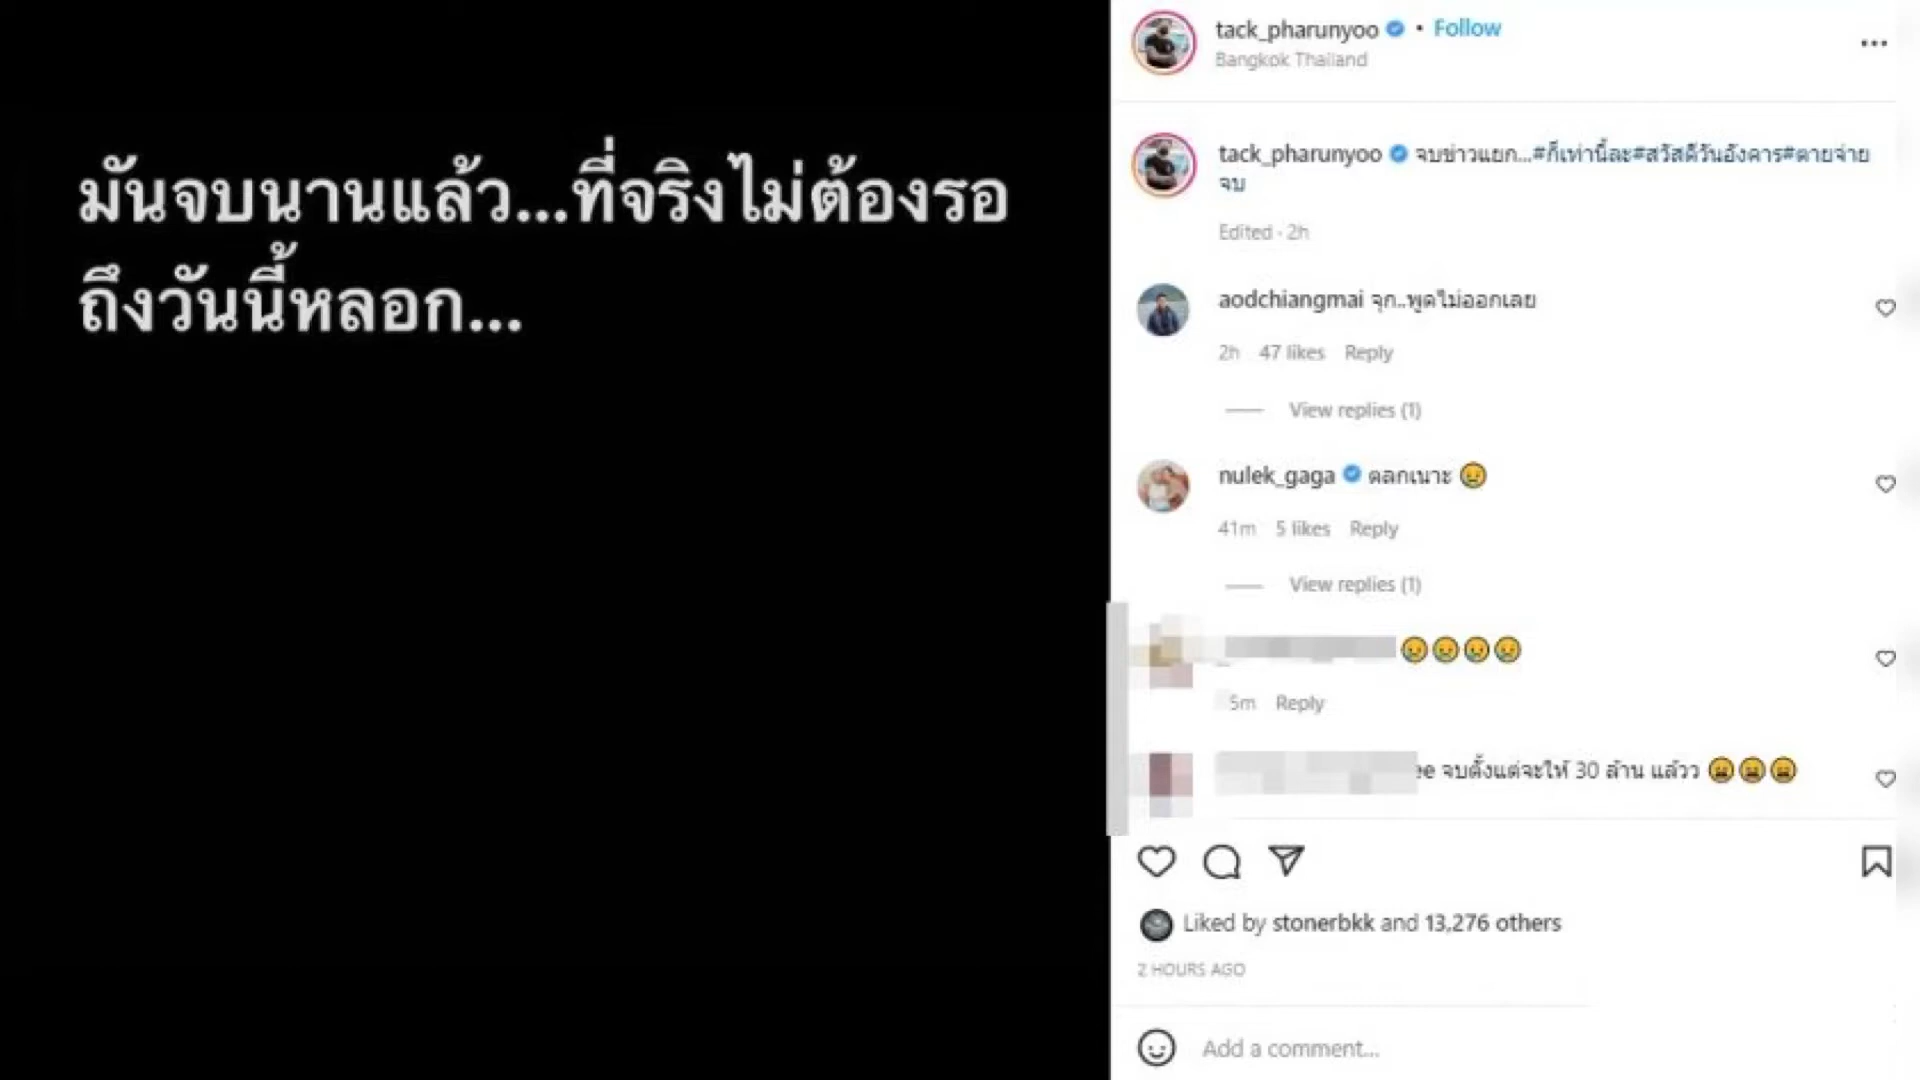 มันจบนานแล้ว...ที่จริงไม่ต้องรอ
ถึงวันนี้หลอก...
tack_pharunyoo • Follow
Bangkok Thailand
tack_pharunyoo จบข่าวแยก...#ก็เท่านี้ละ#สวัสดีวันอังคาร#ตายจ่าย
จบ
Edited · 2h
aodchiangmai จุก..พูดไม่ออกเลย
2h 47 likes Reply
View replies (1)
nulek_gaga ตลกเนาะ 😢
41m 5 likes Reply
View replies (1)
😢😢😢😢
5m Reply
ee จบตั้งแต่จะให้ 30 ล้าน แล้วว
Liked by stonerbkk and 13,276 others
2 HOURS AGO
Add a comment...